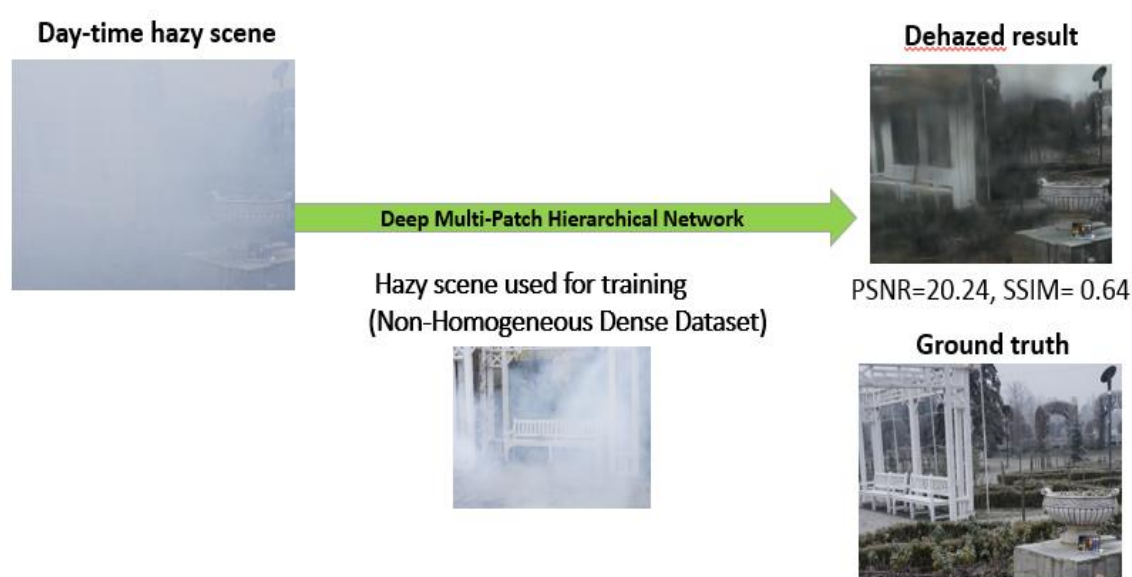 Day-time hazy scene
Dehazed result
Deep Multi-Patch Hierarchical Network
Hazy scene used for training
(Non-Homogeneous Dense Dataset)
PSNR=20.24, SSIM= 0.64
Ground truth